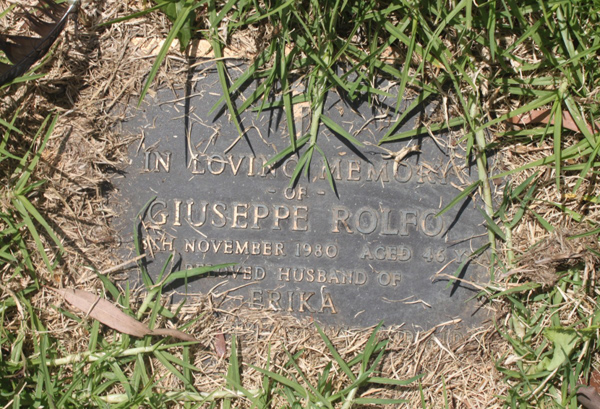 IN LOVING MEMORY
- OF -
GIUSEPPE ROLFO
NOVEMBER 1980 AGED 46
HUSBAND OF
ERIKA